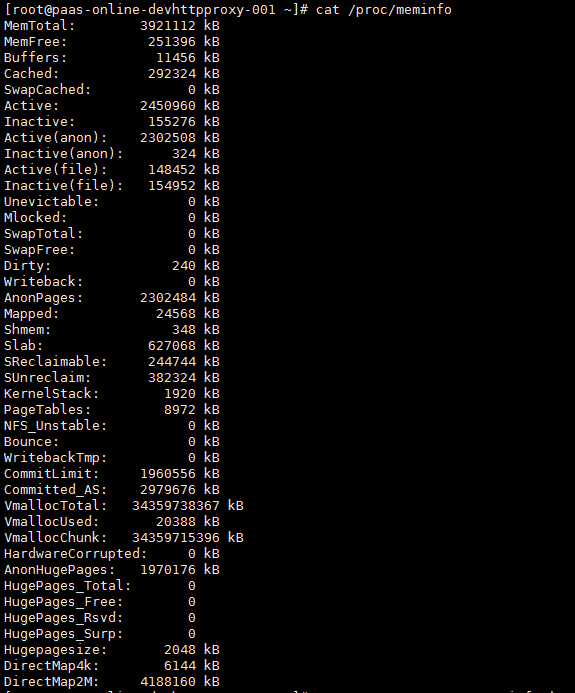 [root@paas-online-devhttpproxy-001 ~]# cat /proc/meminfo
MemTotal:        3921112 kB
MemFree:          251396 kB
Buffers:           11456 kB
Cached:           292324 kB
SwapCached:            0 kB
Active:          2450960 kB
Inactive:         155276 kB
Active(anon):    2302508 kB
Inactive(anon):      324 kB
Active(file):     148452 kB
Inactive(file):   154952 kB
Unevictable:           0 kB
Mlocked:               0 kB
SwapTotal:             0 kB
SwapFree:              0 kB
Dirty:               240 kB
Writeback:             0 kB
AnonPages:       2302484 kB
Mapped:            24568 kB
Shmem:               348 kB
Slab:             627068 kB
SReclaimable:     244744 kB
SUnreclaim:       382324 kB
KernelStack:        1920 kB
PageTables:         8972 kB
NFS_Unstable:          0 kB
Bounce:                0 kB
WritebackTmp:          0 kB
CommitLimit:     1960556 kB
Committed_AS:    2979676 kB
VmallocTotal:   34359738367 kB
VmallocUsed:       20388 kB
VmallocChunk:   34359715396 kB
HardwareCorrupted:     0 kB
AnonHugePages:   1970176 kB
HugePages_Total:       0
HugePages_Free:        0
HugePages_Rsvd:        0
HugePages_Surp:        0
Hugepagesize:       2048 kB
DirectMap4k:        6144 kB
DirectMap2M:     4188160 kB